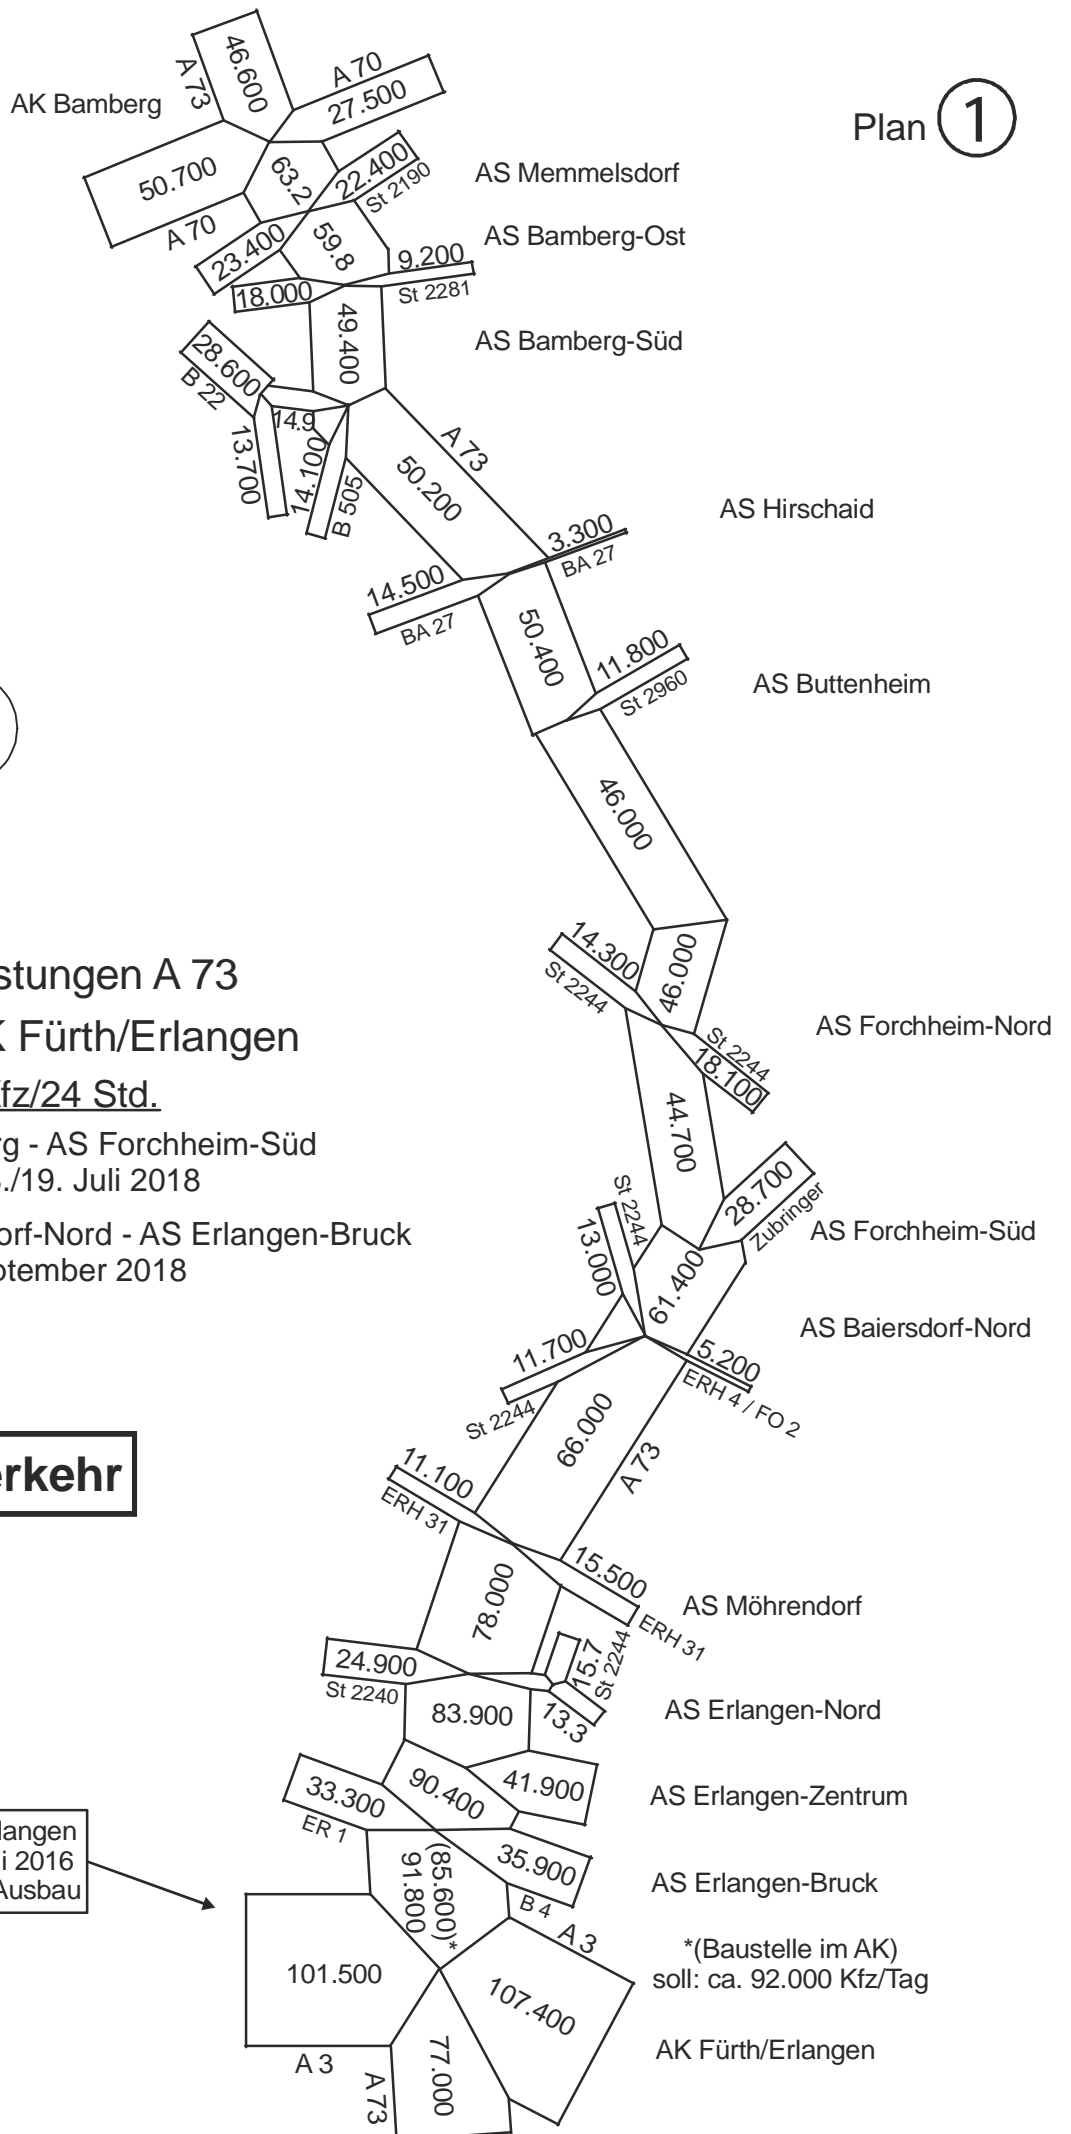 46.600
A 73
A 70
27.500
AK Bamberg
Plan 1
50.700
A 70
63.2
22.400
St 2190
AS Memmelsdorf
23.400
59.8
9.200
St 2281
AS Bamberg-Ost
18.000
49.400
AS Bamberg-Süd
28.600
B 22
14.9
13.700
14.100
B 505
A 73
50.200
AS Hirschaid
3.300
BA 27
14.500
BA 27
50.400
11.800
St 2960
AS Buttenheim
46.000
14.300
St 2244
46.000
St 2244
18.100
AS Forchheim-Nord
stungen A 73
K Fürth/Erlangen
fz/24 Std.
rg - AS Forchheim-Süd
./19. Juli 2018
orf-Nord - AS Erlangen-Bruck
ptember 2018
44.700
28.700
Zubringer
AS Forchheim-Süd
St 2244
13.000
61.400
AS Baiersdorf-Nord
11.700
St 2244
5.200
ERH 4 / FO 2
66.000
A 73
erkehr
11.100
ERH 31
15.500
ERH 31
AS Möhrendorf
78.000
24.900
St 2240
15.7
St 2244
13.3
AS Erlangen-Nord
83.900
41.900
AS Erlangen-Zentrum
90.400
33.300
ER 1
35.900
B 4
AS Erlangen-Bruck
langen
i 2016
Ausbau
(85.600)*
91.800
A 3
*(Baustelle im AK)
soll: ca. 92.000 Kfz/Tag
101.500
107.400
AK Fürth/Erlangen
A 3
A 73
77.000